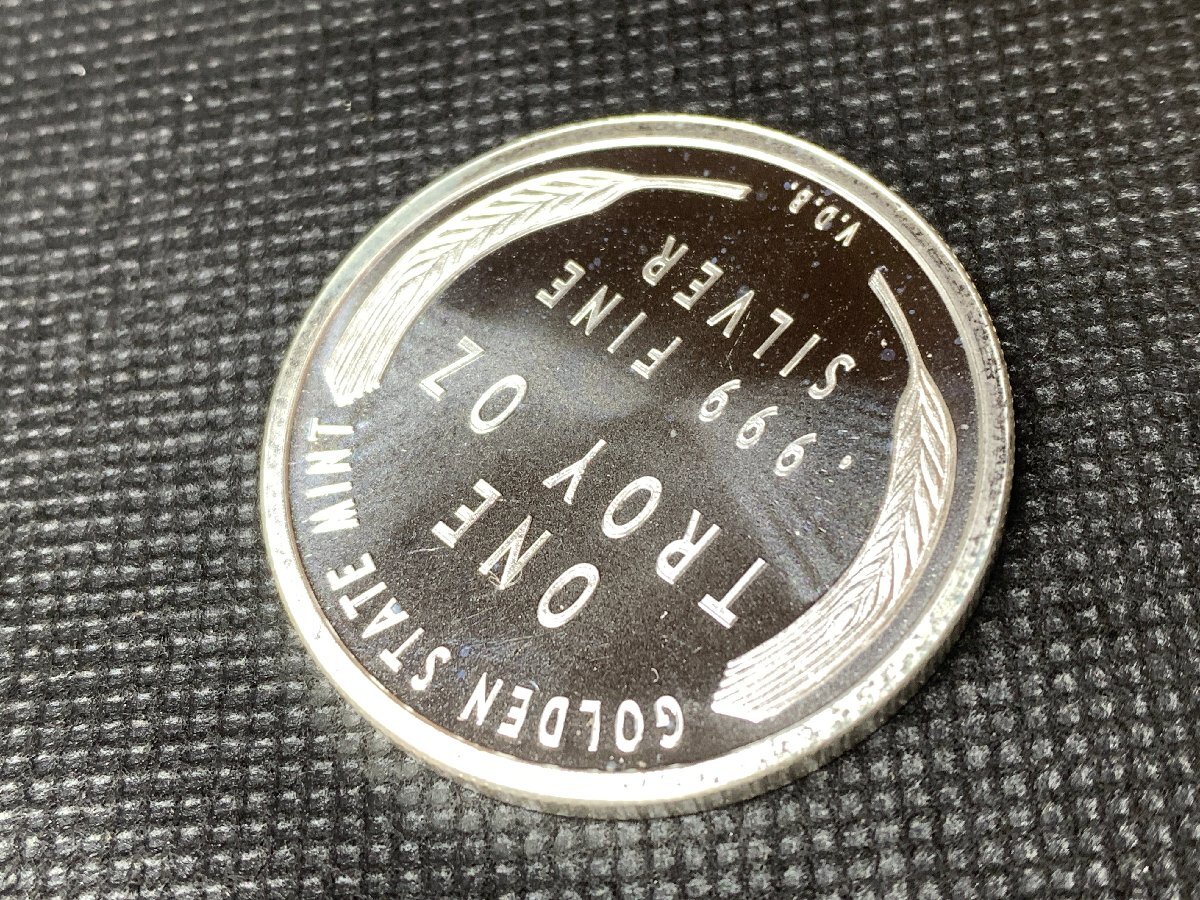 GOLDEN STATE MINT
ONE
TROY OZ
.999 FINE
SILVER
V.D.B.